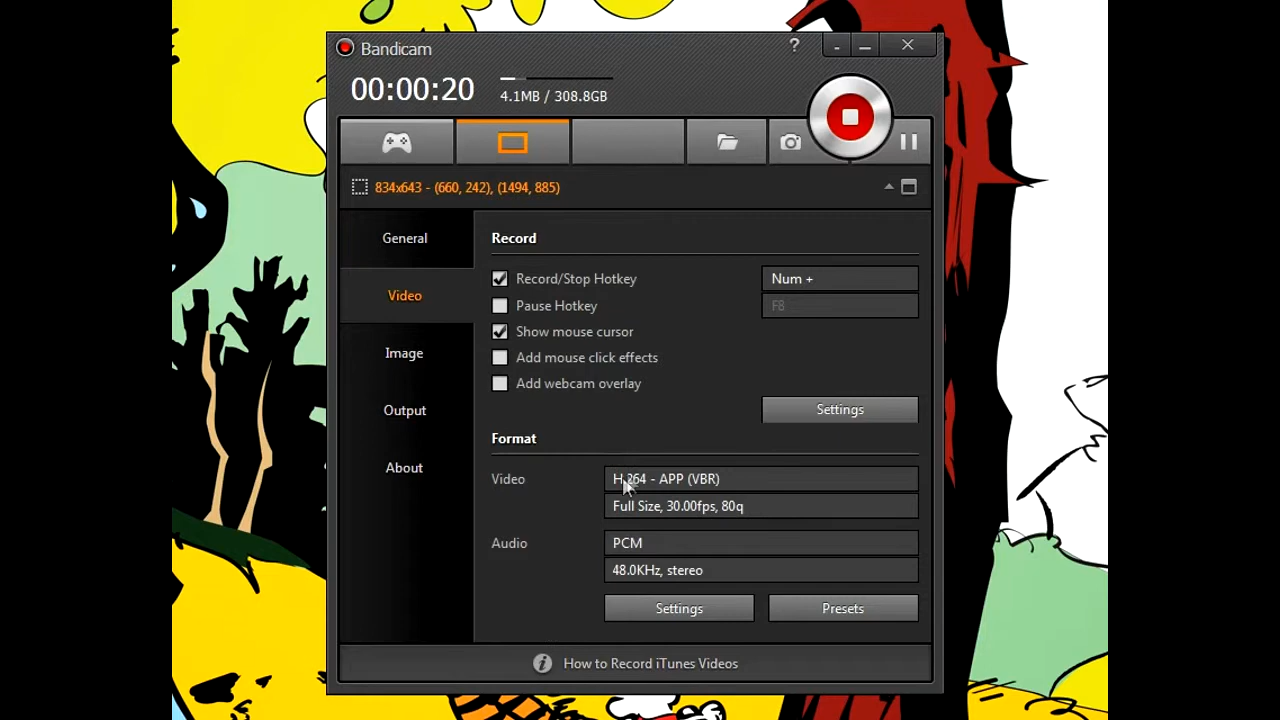 Bandicam
?
00:00:20
4.1MB / 308.8GB
834x643 - (660, 242), (1494, 885)
General
Video
Image
Output
About
Record
Record/Stop Hotkey
Num +
Pause Hotkey
F8
Show mouse cursor
Add mouse click effects
Add webcam overlay
Settings
Format
Video
H.264 - APP (VBR)
Full Size, 30.00fps, 80q
Audio
PCM
48.0KHz, stereo
Settings
Presets
How to Record iTunes Videos